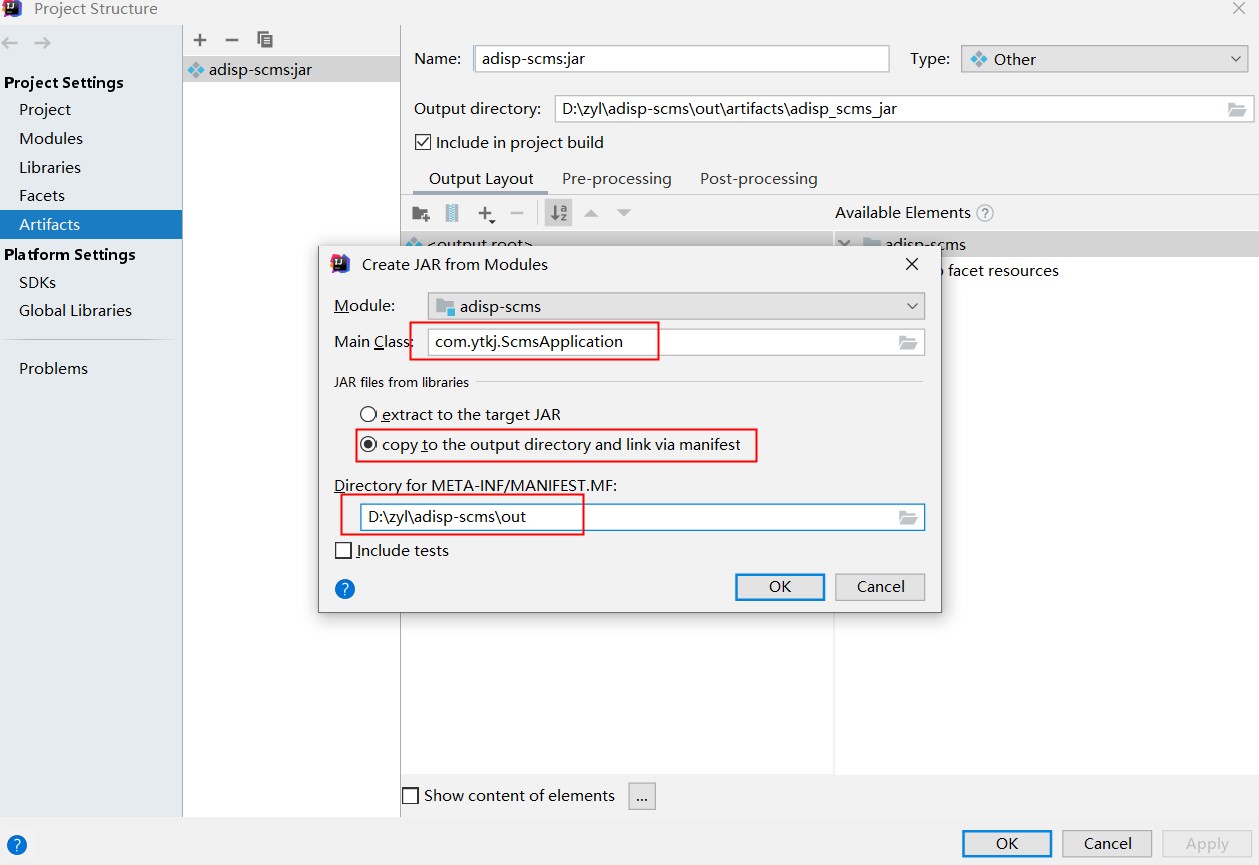 Project Structure
Project Settings
Project
Modules
Libraries
Facets
Artifacts
Platform Settings
SDKs
Global Libraries
Problems
adisp-scms:jar
Name: adisp-scms:jar Type: Other
Output directory: D:\zyl\adisp-scms\out\artifacts\adisp_scms_jar
Include in project build
Output Layout Pre-processing Post-processing
Available Elements ?
<output root> adisp-scms
facet resources
Create JAR from Modules
Module: adisp-scms
Main Class: com.ytkj.ScmsApplication
JAR files from libraries
extract to the target JAR
copy to the output directory and link via manifest
Directory for META-INF/MANIFEST.MF:
D:\zyl\adisp-scms\out
Include tests
? OK Cancel
Show content of elements ...
? OK Cancel Apply